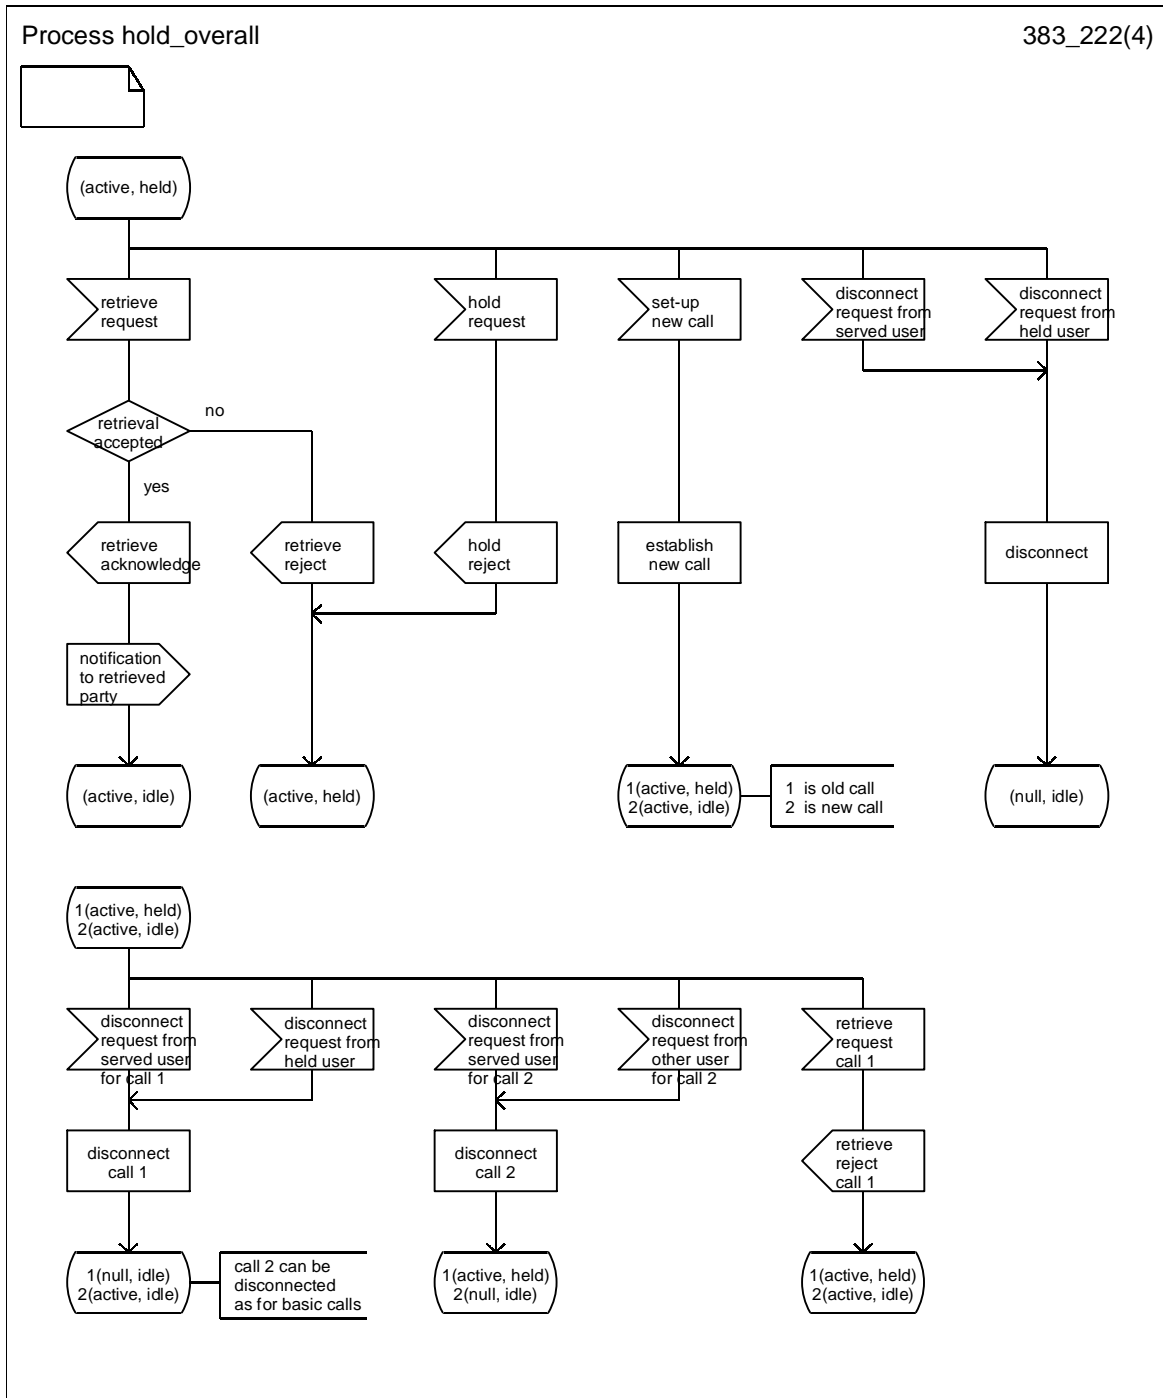 Process hold_overall
383_222(4)
(active, held)
retrieve
request
hold
request
set-up
new call
disconnect
request from
served user
disconnect
request from
held user
retrieval
accepted
no
yes
retrieve
acknowledge
retrieve
reject
hold
reject
establish
new call
disconnect
notification
to retrieved
party
(active, idle)
(active, held)
1(active, held)
2(active, idle)
1 is old call
2 is new call
(null, idle)
1(active, held)
2(active, idle)
disconnect
request from
served user
for call 1
disconnect
request from
held user
disconnect
request from
served user
for call 2
disconnect
request from
other user
for call 2
retrieve
request
call 1
disconnect
call 1
disconnect
call 2
retrieve
reject
call 1
1(null, idle)
2(active, idle)
call 2 can be
disconnected
as for basic calls
1(active, held)
2(null, idle)
1(active, held)
2(active, idle)